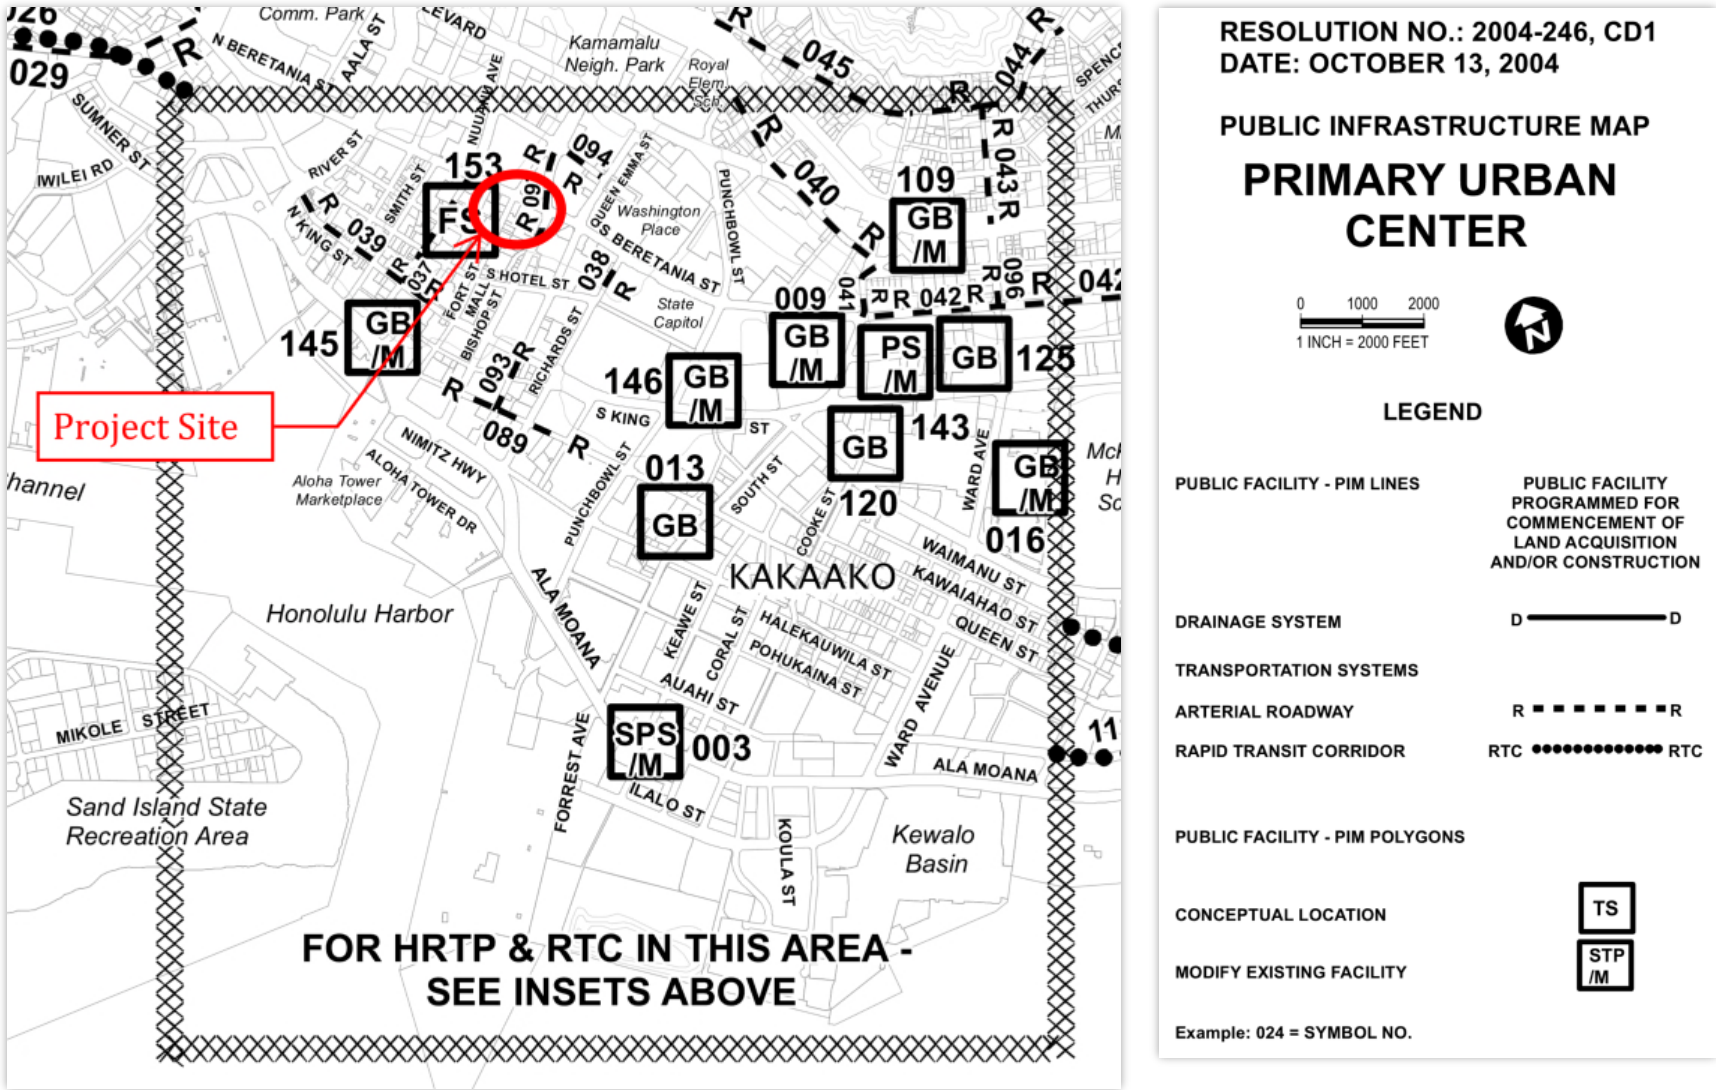 026
029
R
Comm. Park
N BERETANIA ST
AALA ST
NUUANU AVE
Kamamalu
Neigh. Park
Royal
Elem.
Sch.
R
045
R
044
R
SUMNER ST
IWILEI RD
RIVER ST
SMITH ST
153
FS
R
R
094
R
QUEEN EMMA ST
Washington
Place
PUNCHBOWL ST
R
040
R
109
GB
/M
R
043
R
N KING ST
R
039
R
037
R
FORT ST
MALL
BISHOP ST
S HOTEL ST
038
R
S BERETANIA ST
State
Capitol
041
R
R
042
R
096
R
042
145
GB
/M
R
093
R
RICHARDS ST
009
GB
/M
PS
/M
GB
125
146
GB
/M
Project Site
089
R
S KING
ST
GB
143
120
WARD AVE
GB
/M
016
NIMITZ HWY
ALOHA TOWER DR
Aloha Tower
Marketplace
PUNCHBOWL ST
013
GB
SOUTH ST
COOKE ST
WAIMANU ST
KAWAIAHAO ST
QUEEN ST
KAKAAKO
ALA MOANA
KEAWE ST
CORAL ST
HALEKAUWILA ST
POHUKAINA ST
Honolulu Harbor
AUAHI ST
WARD AVENUE
MIKOLE STREET
FORREST AVE
SPS
/M
003
ALA MOANA
ILALO ST
KOULA ST
Sand Island State
Recreation Area
Kewalo
Basin
FOR HRTP & RTC IN THIS AREA -
SEE INSETS ABOVE
RESOLUTION NO.: 2004-246, CD1
DATE: OCTOBER 13, 2004
PUBLIC INFRASTRUCTURE MAP
PRIMARY URBAN
CENTER
0 1000 2000
1 INCH = 2000 FEET
N
LEGEND
PUBLIC FACILITY - PIM LINES
PUBLIC FACILITY
PROGRAMMED FOR
COMMENCEMENT OF
LAND ACQUISITION
AND/OR CONSTRUCTION
DRAINAGE SYSTEM D D
TRANSPORTATION SYSTEMS
ARTERIAL ROADWAY R R
RAPID TRANSIT CORRIDOR RTC RTC
PUBLIC FACILITY - PIM POLYGONS
CONCEPTUAL LOCATION TS
MODIFY EXISTING FACILITY STP
/M
Example: 024 = SYMBOL NO.